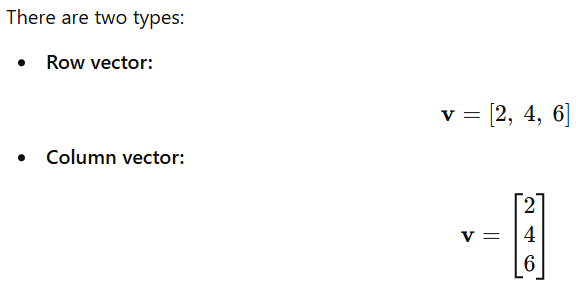 There are two types:
• Row vector:
v = [2, 4, 6]
• Column vector:
v = [2
4
6]